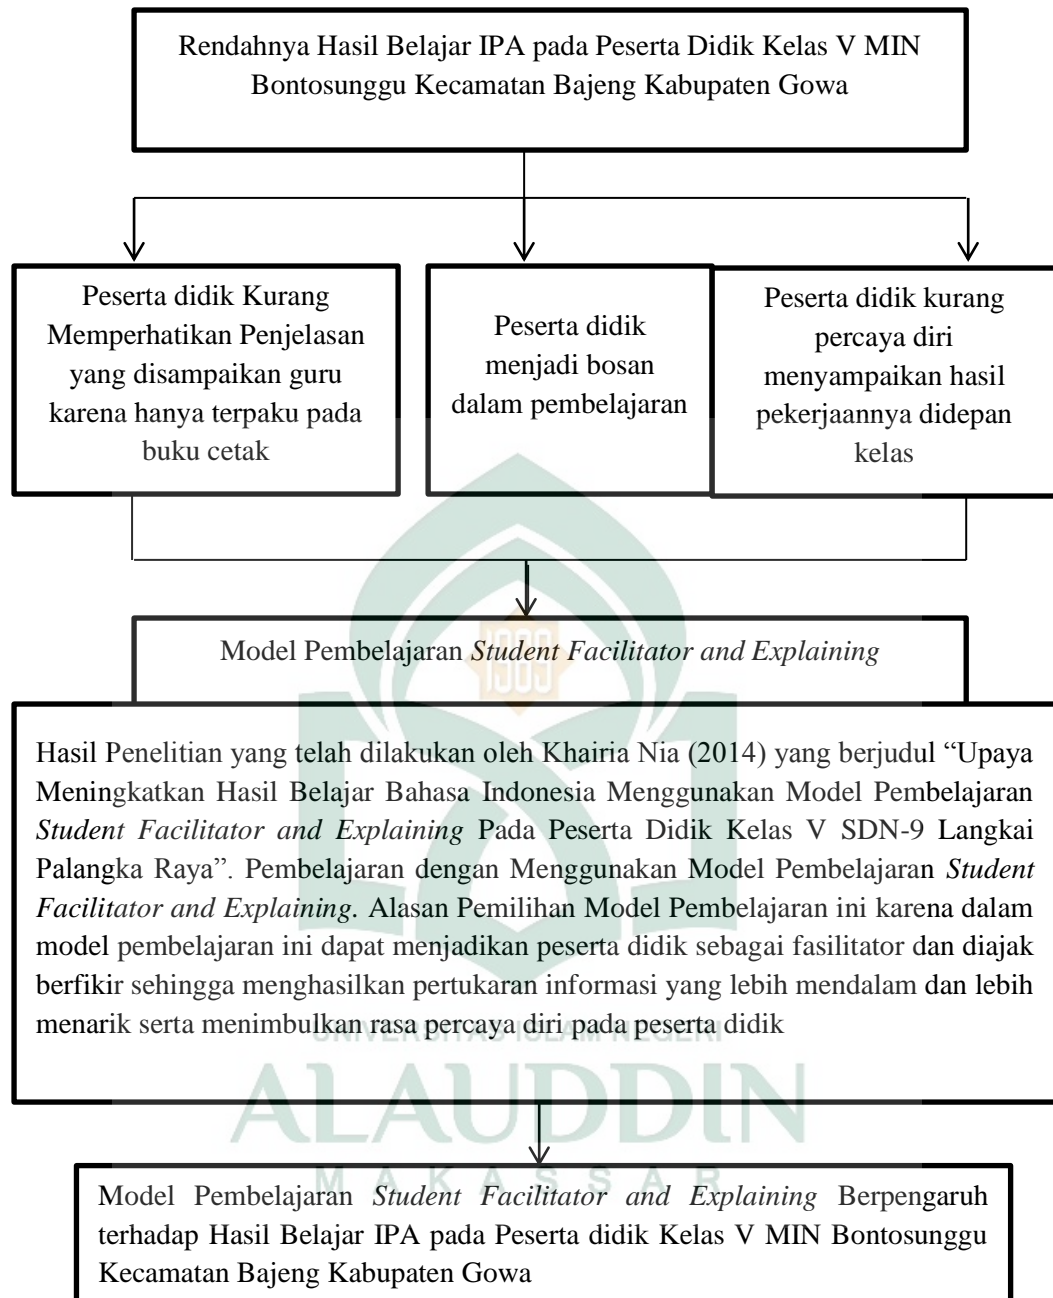 Rendahnya Hasil Belajar IPA pada Peserta Didik Kelas V MIN
Bontosunggu Kecamatan Bajeng Kabupaten Gowa
Peserta didik Kurang
Memperhatikan Penjelasan
yang disampaikan guru
karena hanya terpaku pada
buku cetak
Peserta didik
menjadi bosan
dalam pembelajaran
Peserta didik kurang
percaya diri
menyampaikan hasil
pekerjaannya didepan
kelas
1989
Model Pembelajaran Student Facilitator and Explaining
Hasil Penelitian yang telah dilakukan oleh Khairia Nia (2014) yang berjudul “Upaya
Meningkatkan Hasil Belajar Bahasa Indonesia Menggunakan Model Pembelajaran
Student Facilitator and Explaining Pada Peserta Didik Kelas V SDN-9 Langkai
Palangka Raya”. Pembelajaran dengan Menggunakan Model Pembelajaran Student
Facilitator and Explaining. Alasan Pemilihan Model Pembelajaran ini karena dalam
model pembelajaran ini dapat menjadikan peserta didik sebagai fasilitator dan diajak
berfikir sehingga menghasilkan pertukaran informasi yang lebih mendalam dan lebih
menarik serta menimbulkan rasa percaya diri pada peserta didik
UNIVERSITAS ISLAM NEGERI
ALAUDDIN
MAKASSAR
Model Pembelajaran Student Facilitator and Explaining Berpengaruh
terhadap Hasil Belajar IPA pada Peserta didik Kelas V MIN Bontosunggu
Kecamatan Bajeng Kabupaten Gowa